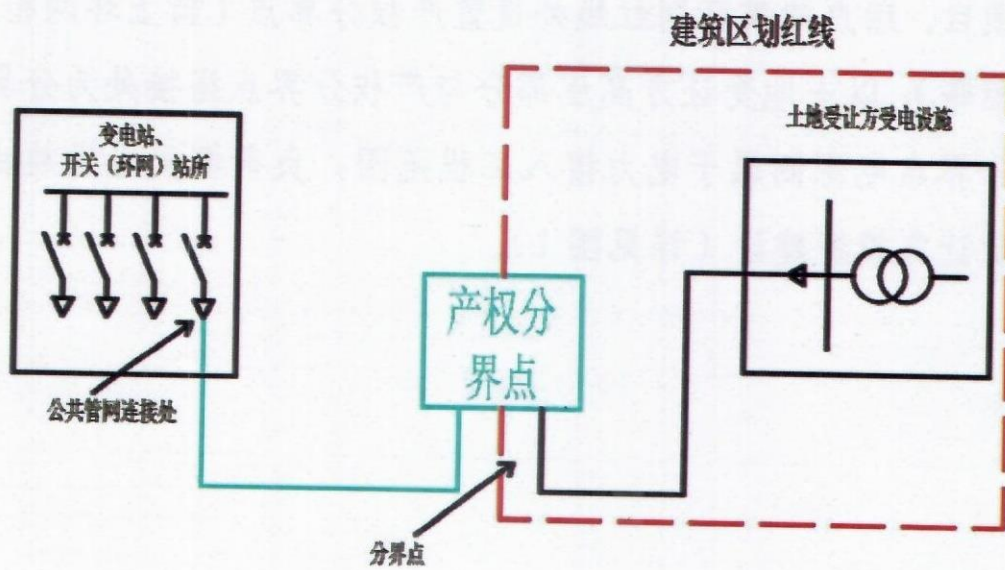 建筑区划红线
变电站、
开关（环网）站所
土地受让方受电设施
产权分
界点
公共管网连接处
分界点